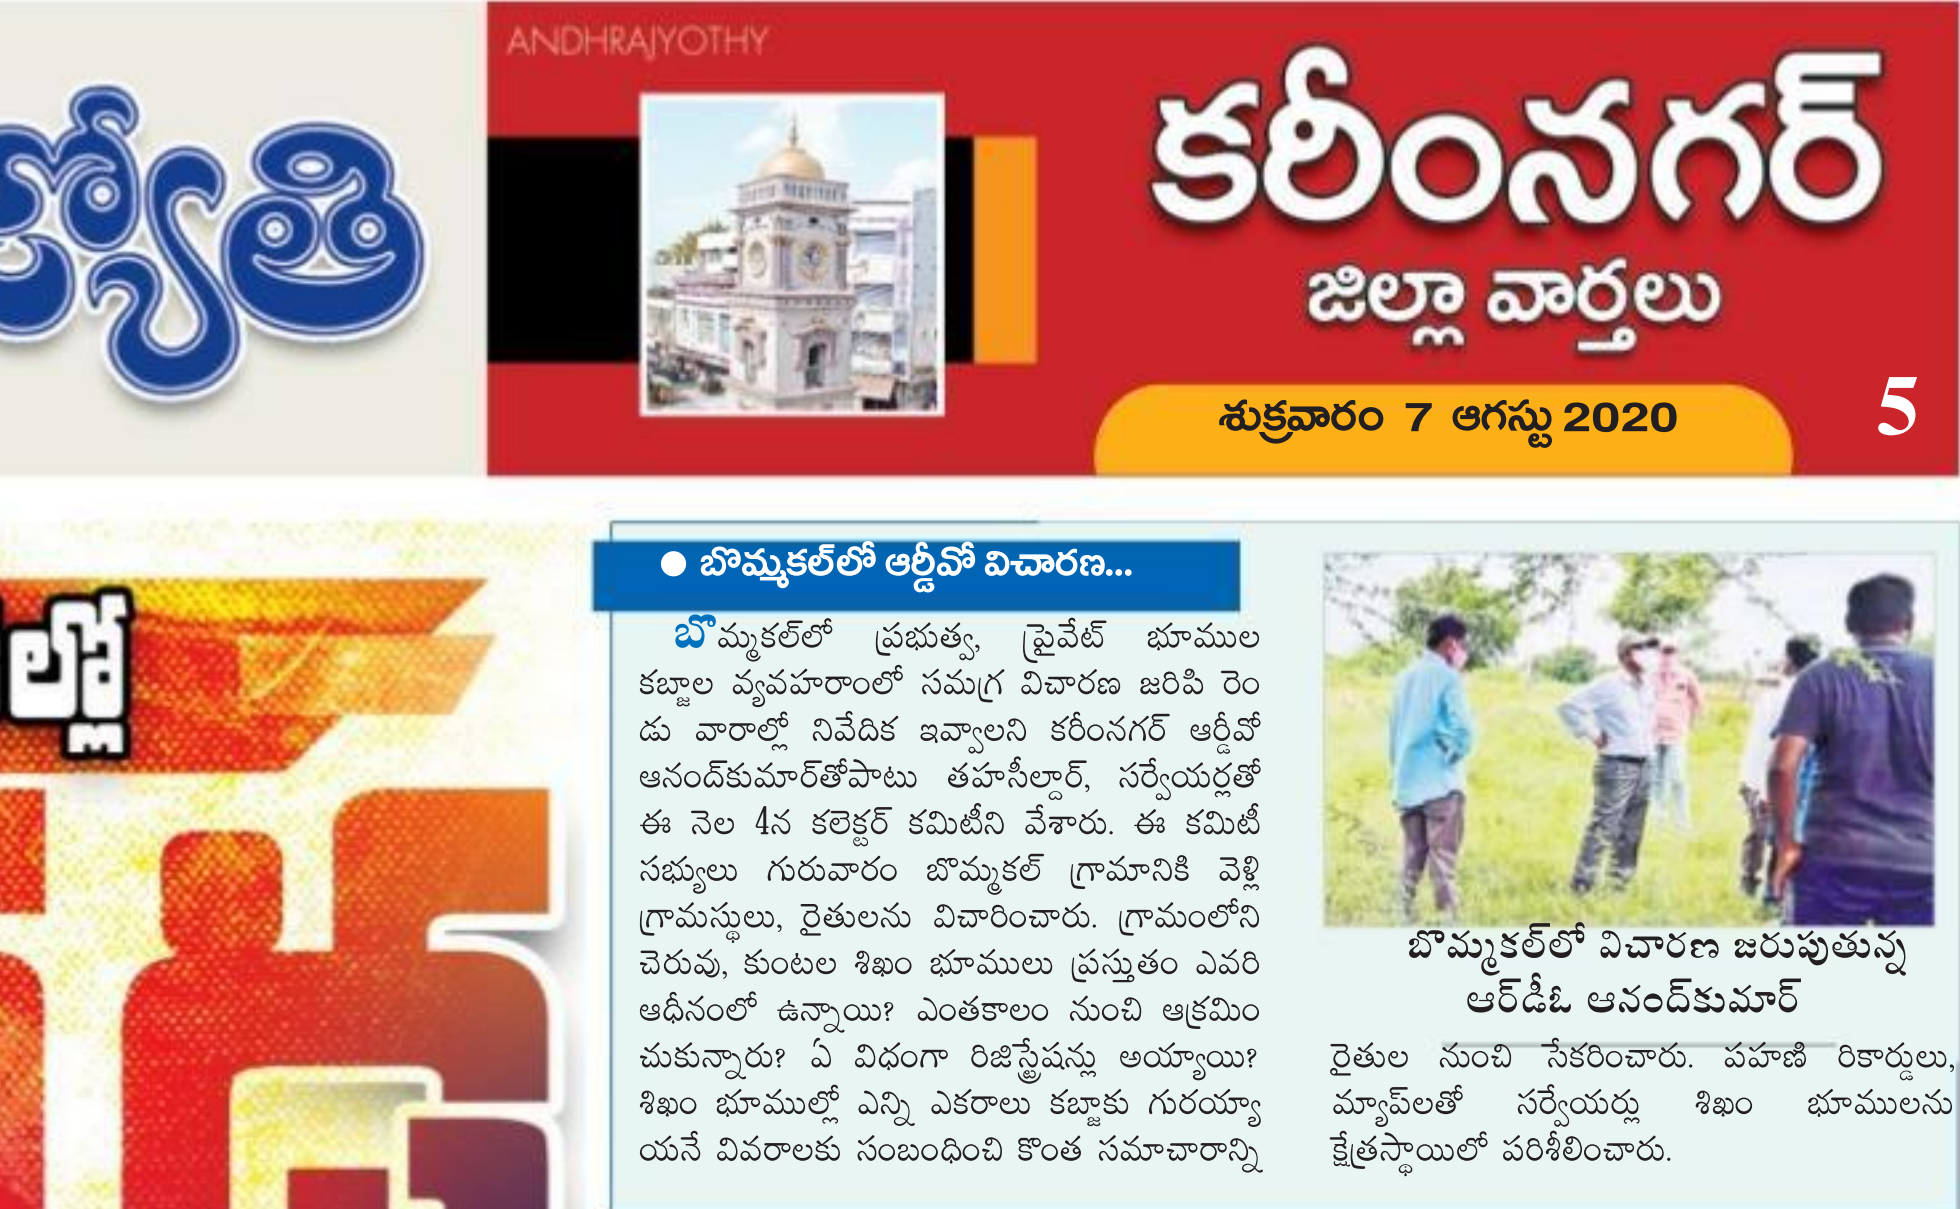 జ్యోతి
ANDHRAJYOTHY
కరీంనగర్
జిల్లా వార్తలు
శుక్రవారం 7 ఆగస్టు 2020
5
ల్లో
● బొమ్మకల్‌లో ఆర్డీవో విచారణ...
బొమ్మకల్‌లో ప్రభుత్వ, ప్రైవేట్ భూముల
కబ్జాల వ్యవహరాంలో సమగ్ర విచారణ జరిపి రెం
డు వారాల్లో నివేదిక ఇవ్వాలని కరీంనగర్ ఆర్డీవో
ఆనంద్‌కుమార్‌తోపాటు తహసీల్దార్, సర్వేయర్లతో
ఈ నెల 4న కలెక్టర్ కమిటీని వేశారు. ఈ కమిటీ
సభ్యులు గురువారం బొమ్మకల్ గ్రామానికి వెళ్లి
గ్రామస్థులు, రైతులను విచారించారు. గ్రామంలోని
చెరువు, కుంటల శిఖం భూములు ప్రస్తుతం ఎవరి
ఆధీనంలో ఉన్నాయి? ఎంతకాలం నుంచి ఆక్రమిం
చుకున్నారు? ఏ విధంగా రిజిస్ట్రేషన్లు అయ్యాయి?
శిఖం భూముల్లో ఎన్ని ఎకరాలు కబ్జాకు గురయ్యా
యనే వివరాలకు సంబంధించి కొంత సమాచారాన్ని
బొమ్మకల్‌లో విచారణ జరుపుతున్న
ఆర్‌డీఓ ఆనంద్‌కుమార్
రైతుల నుంచి సేకరించారు. పహణి రికార్డులు,
మ్యాప్‌లతో సర్వేయర్లు శిఖం భూములను
క్షేత్రస్థాయిలో పరిశీలించారు.